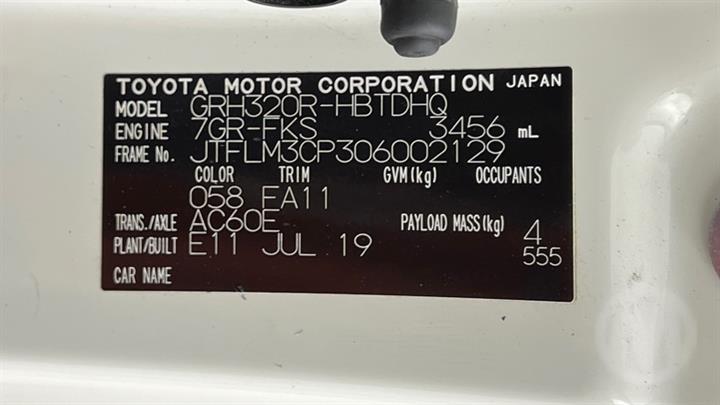 TOYOTA MOTOR CORPORATION JAPAN
MODEL GRH320R-HBTDHQ
ENGINE 7GR-FKS 3456 mL
FRAME No. JTFLM3CP306002129
COLOR TRIM GVM(kg) OCCUPANTS
058 EA11
TRANS./AXLE AC60E PAYLOAD MASS(kg) 4
PLANT/BUILT E11 JUL 19 555
CAR NAME